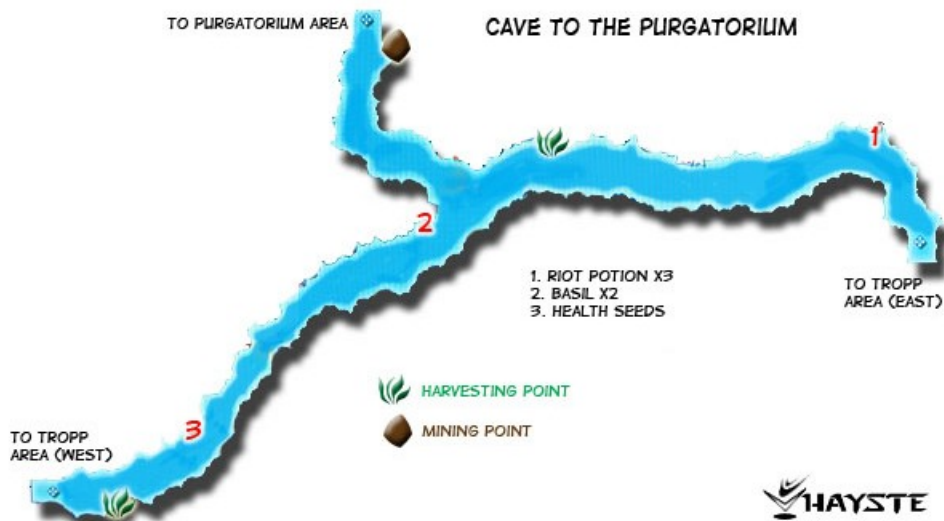 TO PURGATORIUM AREA
CAVE TO THE PURGATORIUM
1
2
1. RIOT POTION X3
2. BASIL X2
3. HEALTH SEEDS
TO TROPP
AREA (EAST)
HARVESTING POINT
3
MINING POINT
TO TROPP
AREA (WEST)
HAYSTE